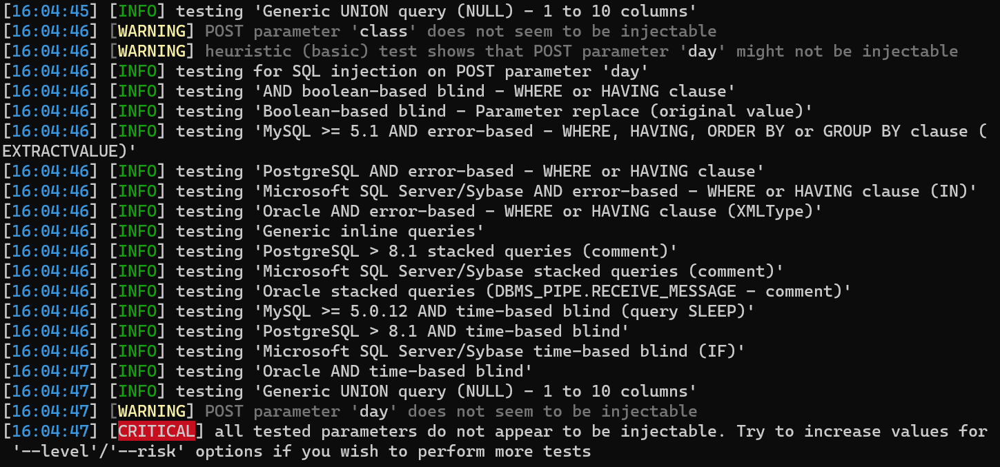 [16:04:45] [INFO] testing 'Generic UNION query (NULL) - 1 to 10 columns'
[16:04:46] [WARNING] POST parameter 'class' does not seem to be injectable
[16:04:46] [WARNING] heuristic (basic) test shows that POST parameter 'day' might not be injectable
[16:04:46] [INFO] testing for SQL injection on POST parameter 'day'
[16:04:46] [INFO] testing 'AND boolean-based blind - WHERE or HAVING clause'
[16:04:46] [INFO] testing 'Boolean-based blind - Parameter replace (original value)'
[16:04:46] [INFO] testing 'MySQL >= 5.1 AND error-based - WHERE, HAVING, ORDER BY or GROUP BY clause (
EXTRACTVALUE)'
[16:04:46] [INFO] testing 'PostgreSQL AND error-based - WHERE or HAVING clause'
[16:04:46] [INFO] testing 'Microsoft SQL Server/Sybase AND error-based - WHERE or HAVING clause (IN)'
[16:04:46] [INFO] testing 'Oracle AND error-based - WHERE or HAVING clause (XMLType)'
[16:04:46] [INFO] testing 'Generic inline queries'
[16:04:46] [INFO] testing 'PostgreSQL > 8.1 stacked queries (comment)'
[16:04:46] [INFO] testing 'Microsoft SQL Server/Sybase stacked queries (comment)'
[16:04:46] [INFO] testing 'Oracle stacked queries (DBMS_PIPE.RECEIVE_MESSAGE - comment)'
[16:04:46] [INFO] testing 'MySQL >= 5.0.12 AND time-based blind (query SLEEP)'
[16:04:46] [INFO] testing 'PostgreSQL > 8.1 AND time-based blind'
[16:04:46] [INFO] testing 'Microsoft SQL Server/Sybase time-based blind (IF)'
[16:04:47] [INFO] testing 'Oracle AND time-based blind'
[16:04:47] [INFO] testing 'Generic UNION query (NULL) - 1 to 10 columns'
[16:04:47] [WARNING] POST parameter 'day' does not seem to be injectable
[16:04:47] [CRITICAL] all tested parameters do not appear to be injectable. Try to increase values for
'--level'/'--risk' options if you wish to perform more tests